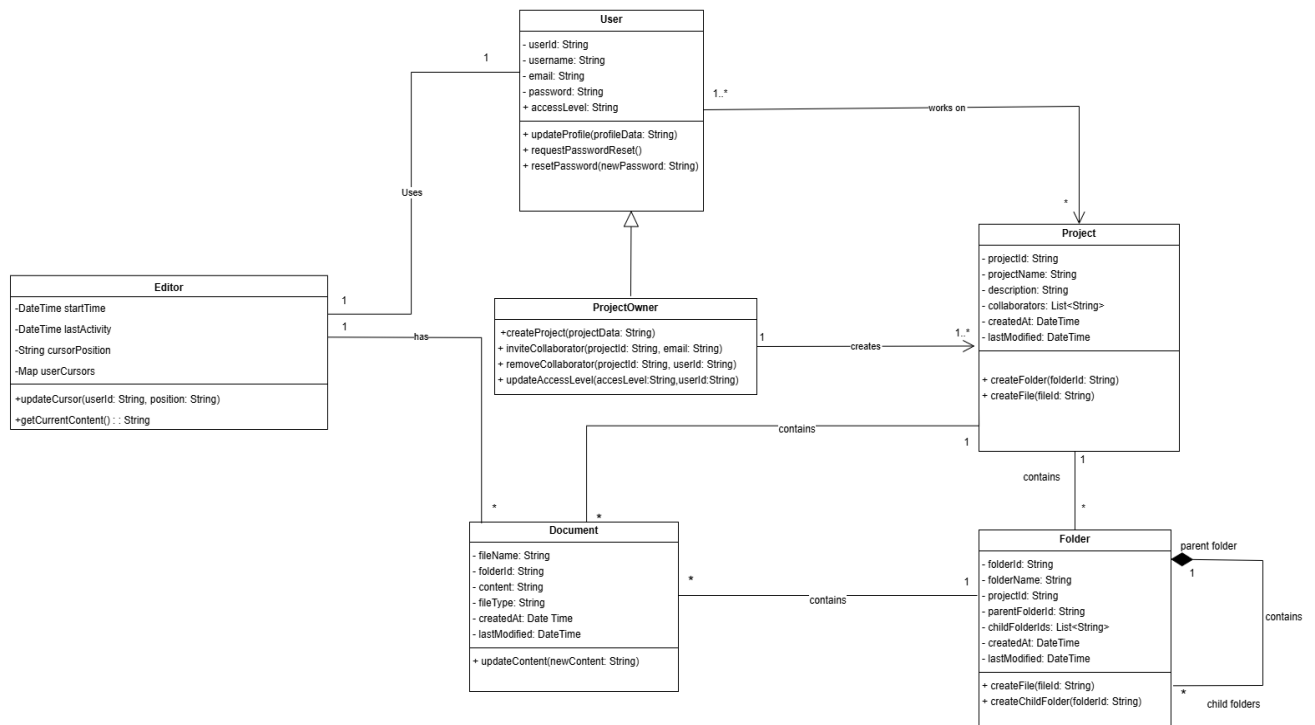 User
- userId: String
- username: String
- email: String
- password: String
+ accessLevel: String
+ updateProfile(profileData: String)
+ requestPasswordReset()
+ resetPassword(newPassword: String)
1
1..*
works on
*
Uses
Project
- projectId: String
- projectName: String
- description: String
- collaborators: List<String>
- createdAt: DateTime
- lastModified: DateTime
+ createFolder(folderId: String)
+ createFile(fileId: String)
Editor
-DateTime startTime
-DateTime lastActivity
-String cursorPosition
-Map userCursors
+updateCursor(userId: String, position: String)
+getCurrentContent() : : String
1
1
has
ProjectOwner
+createProject(projectData: String)
+ inviteCollaborator(projectId: String, email: String)
+ removeCollaborator(projectId: String, userId: String)
+ updateAccessLevel(accesLevel:String,userId:String)
1
creates
1..*
contains
1
1
contains
*
*
*
Document
- fileName: String
- folderId: String
- content: String
- fileType: String
- createdAt: Date Time
- lastModified: DateTime
+ updateContent(newContent: String)
*
contains
1
Folder
- folderId: String
- folderName: String
- projectId: String
- parentFolderId: String
- childFolderIds: List<String>
- createdAt: DateTime
- lastModified: DateTime
+ createFile(fileId: String)
+ createChildFolder(folderId: String)
parent folder
1
contains
*
child folders